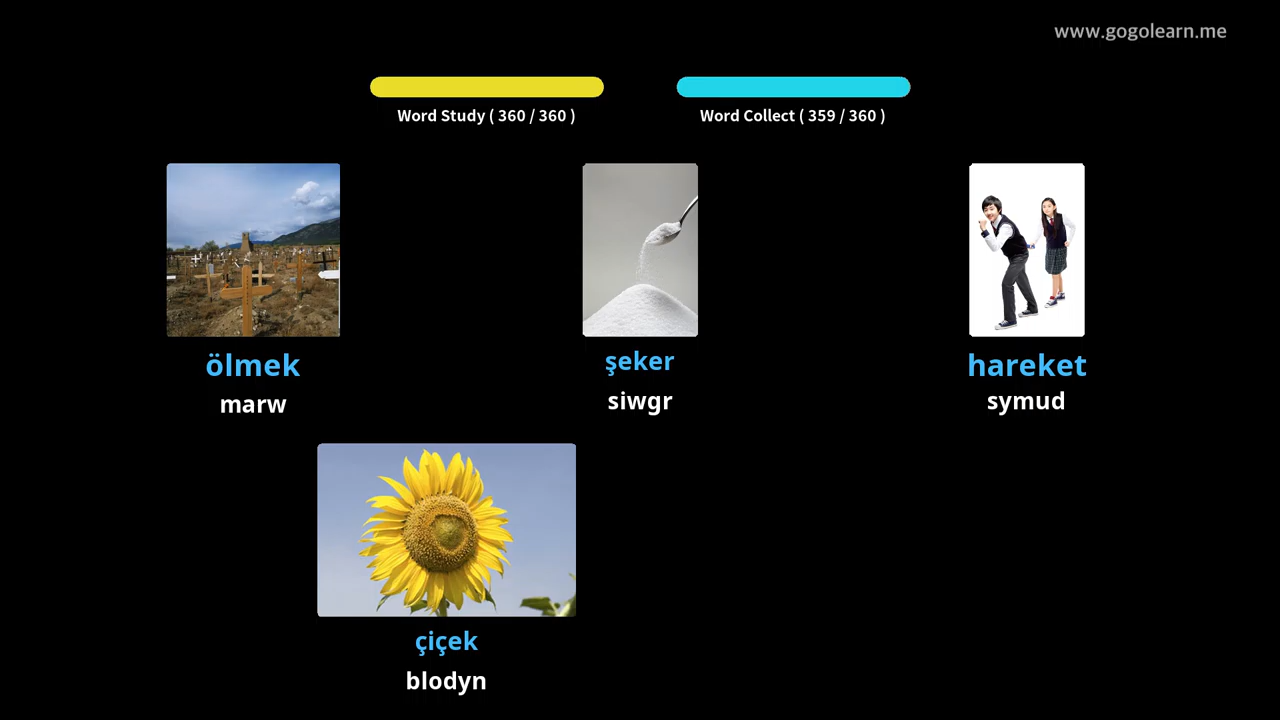 www.gogolearn.me
Word Study ( 360 / 360 )
Word Collect ( 359 / 360 )
ölmek
marw
şeker
siwgr
hareket
symud
çiçek
blodyn